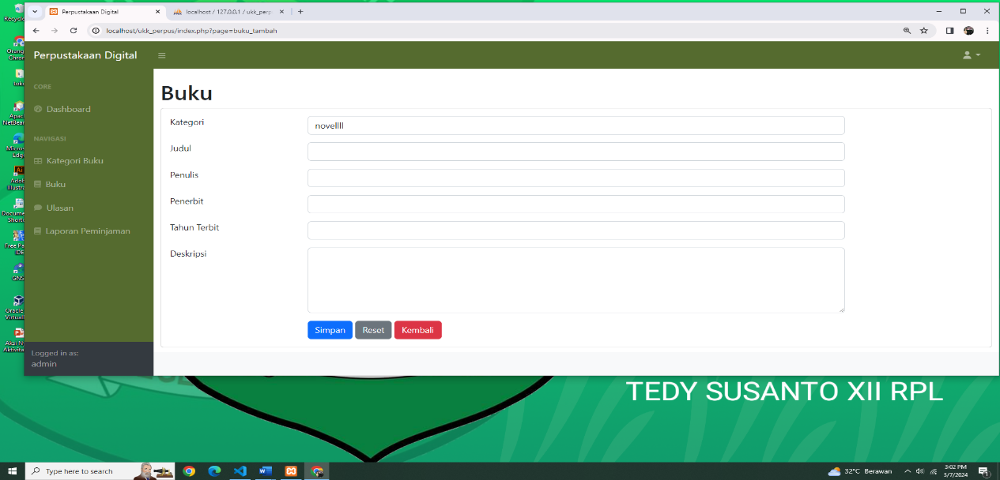 Perpustakaan Digital
localhost / 127.0.0.1 / ukk_perp
localhost/ukk_perpus/index.php?page=buku_tambah
Perpustakaan Digital
CORE
Dashboard
NAVIGASI
Kategori Buku
Buku
Ulasan
Laporan Peminjaman
Logged in as:
admin
Buku
Kategori
novellll
Judul
Penulis
Penerbit
Tahun Terbit
Deskripsi
Simpan Reset Kembali
TEDY SUSANTO XII RPL
Type here to search
32°C Berawan
3:02 PM
3/7/2024